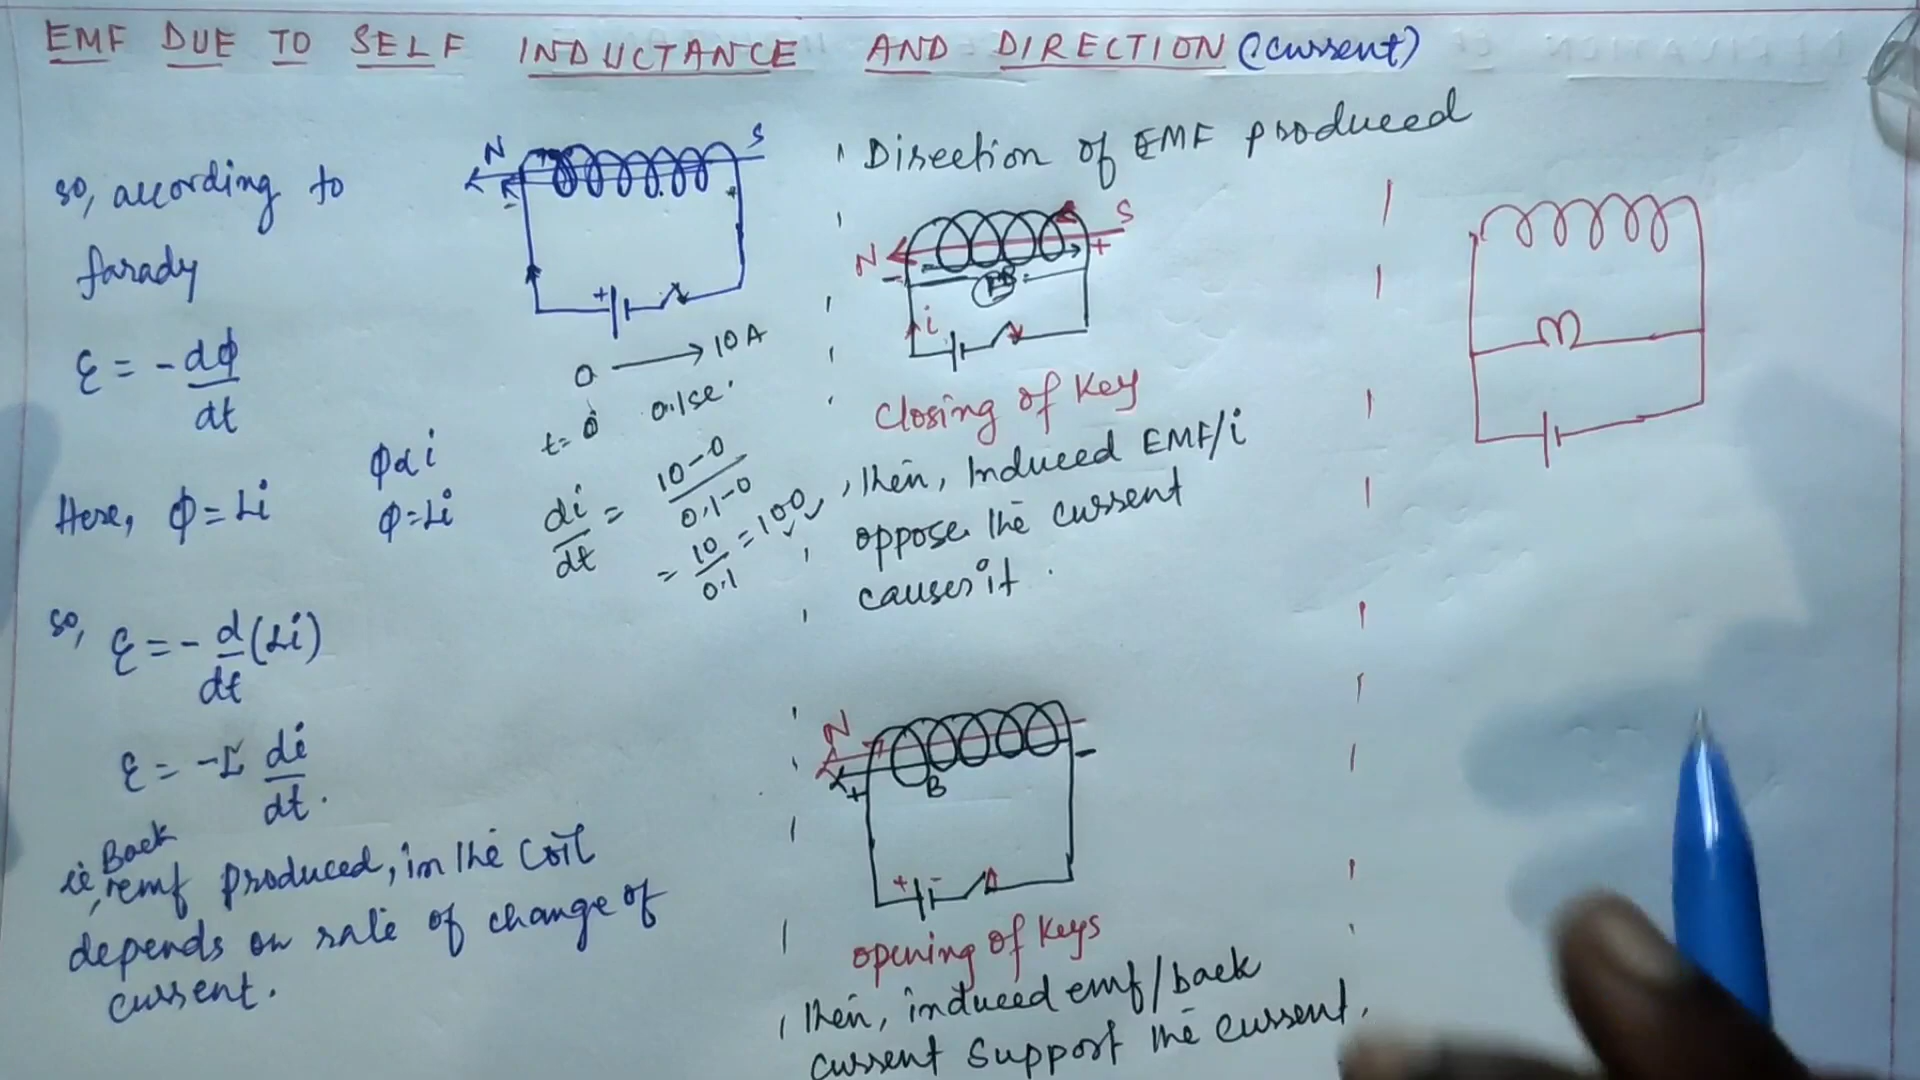 EMF DUE TO SELF INDUCTANCE AND DIRECTION (current)
so, according to
farady
ε = -dϕ/dt
Here, ϕ = Li
ϕ α i
ϕ = Li
so, ε = - d/dt (Li)
ε = -L di/dt.
ie, Back emf produced, in the coil
depends on rate of change of
current.
N S
+
0 → 10 A
t= 0 0.1se.
di/dt = 10-0/0.1-0
= 10/0.1 = 100
Direction of EMF produced
N S
- +
i
Closing of Key
, then, Induced EMF/i
oppose the current
causes it.
N
+ B -
+ -
opening of Keys
then, induced emf/back
current support the current.